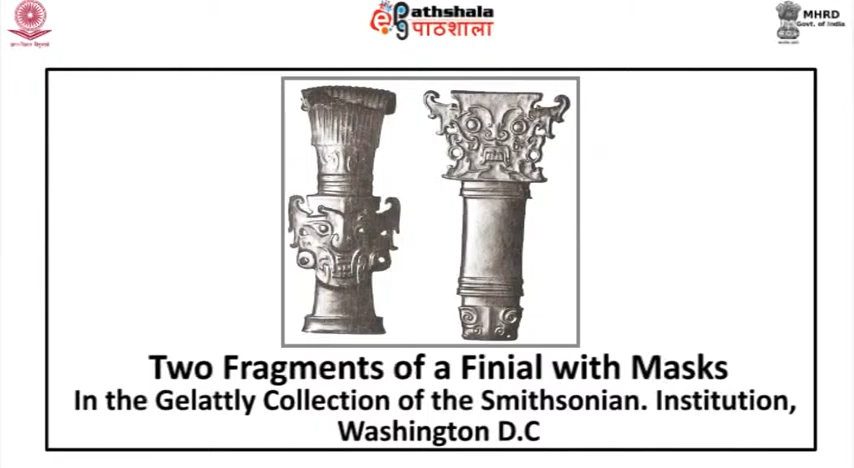 ePathshala
पाठशाला
MHRD
Govt. of India
Two Fragments of a Finial with Masks
In the Gelattly Collection of the Smithsonian. Institution,
Washington D.C